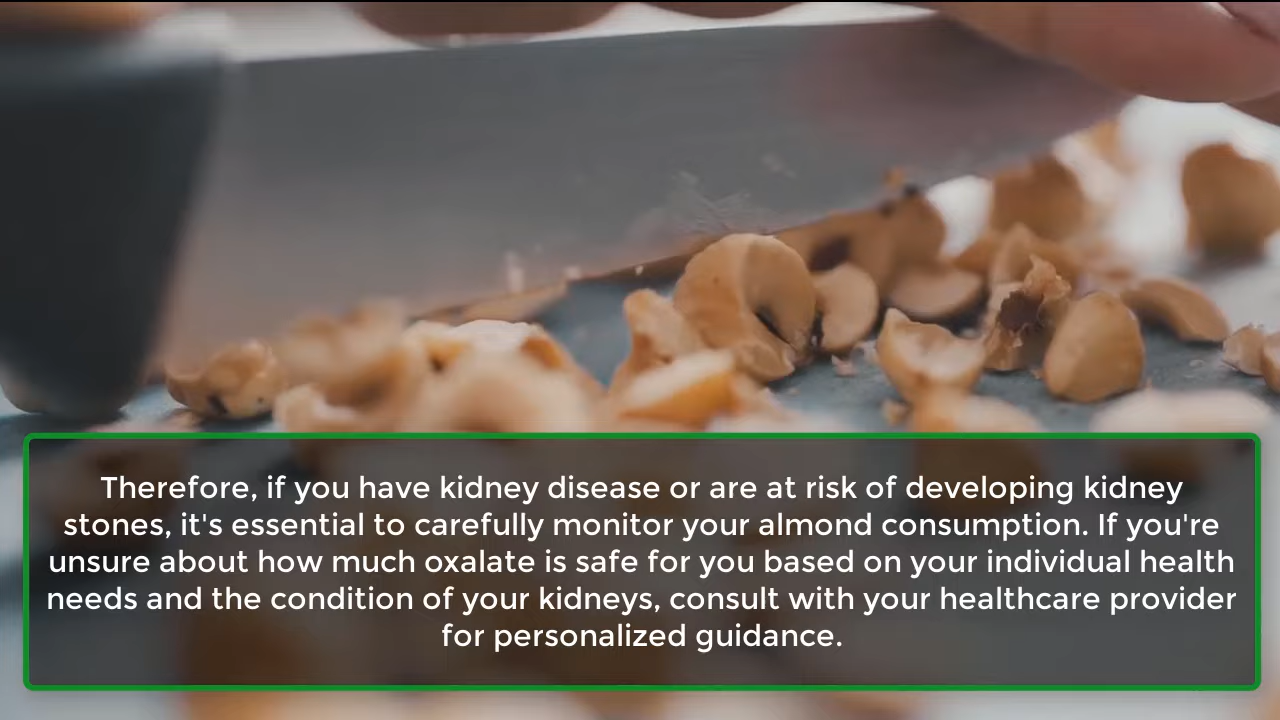 Therefore, if you have kidney disease or are at risk of developing kidney
stones, it's essential to carefully monitor your almond consumption. If you're
unsure about how much oxalate is safe for you based on your individual health
needs and the condition of your kidneys, consult with your healthcare provider
for personalized guidance.